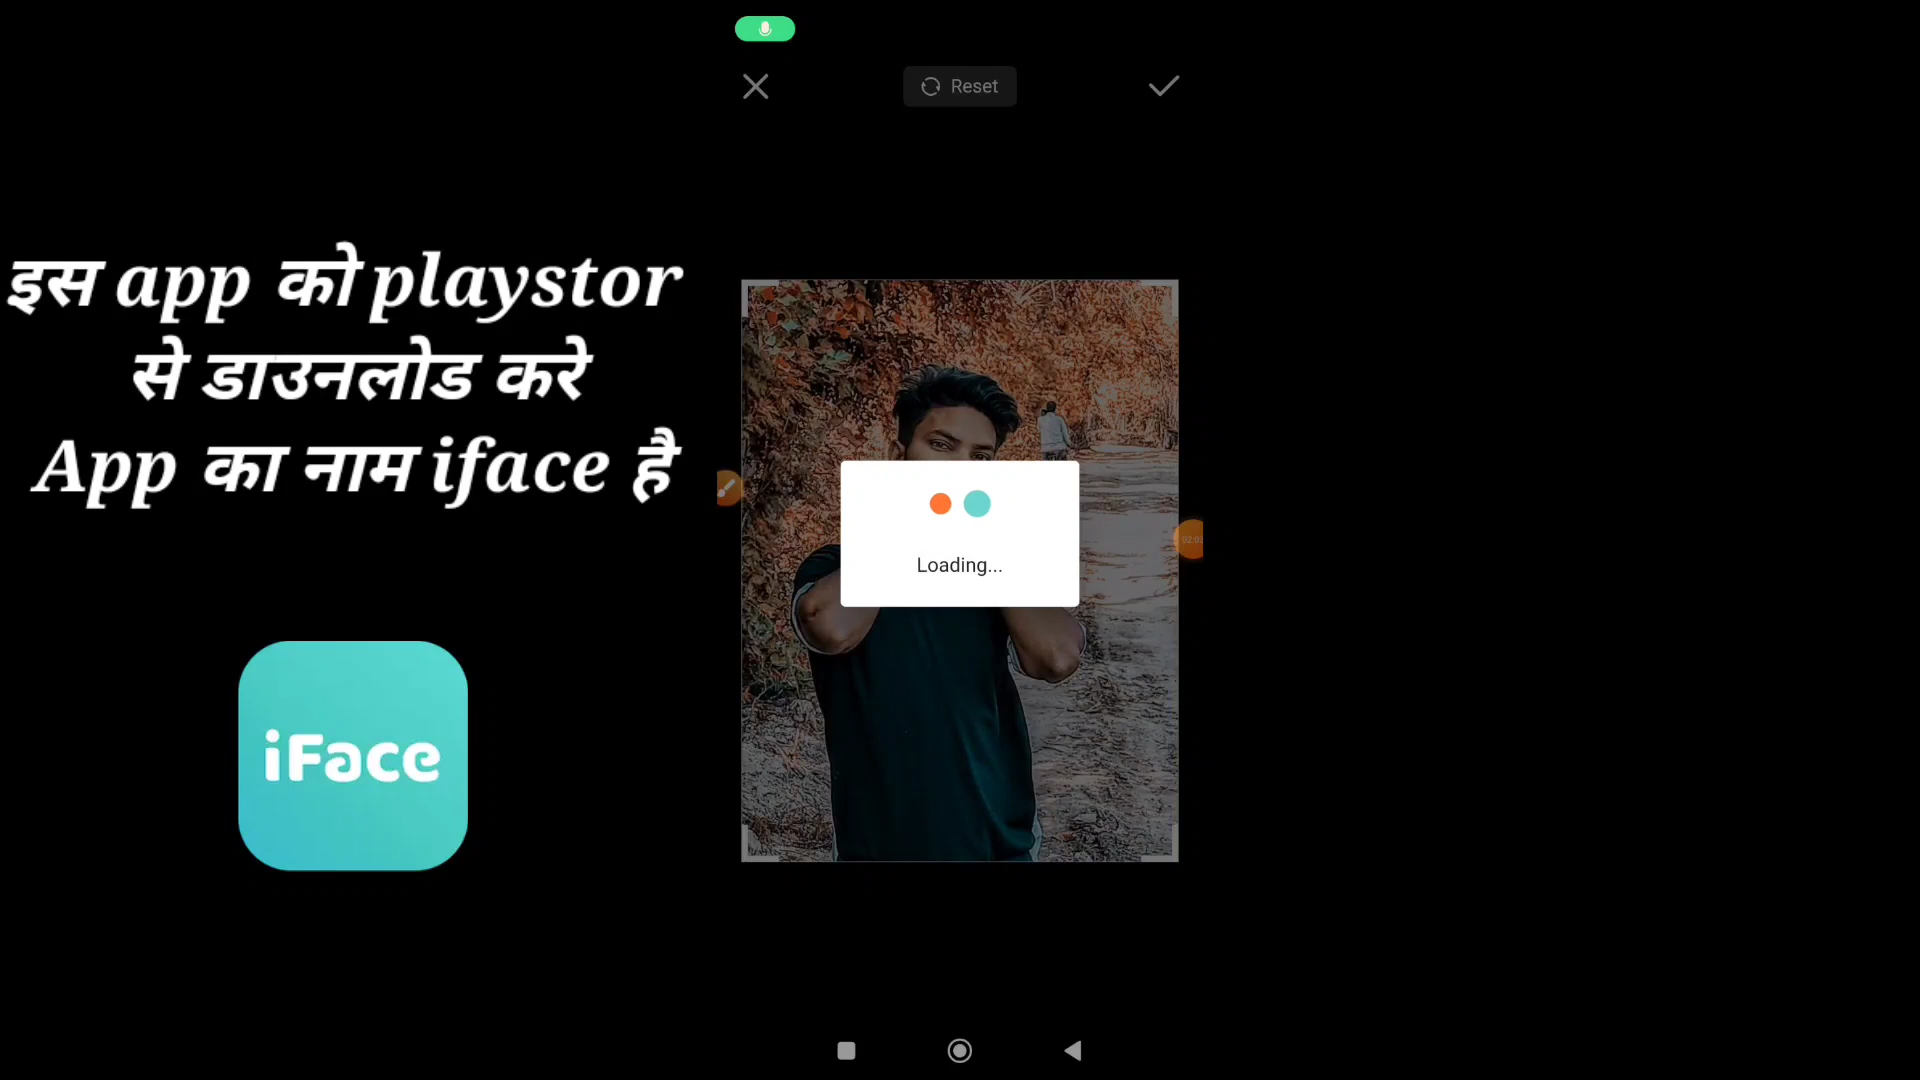 इस app को playstor
से डाउनलोड करे
App का नाम iface है
iFace
Reset
Loading...